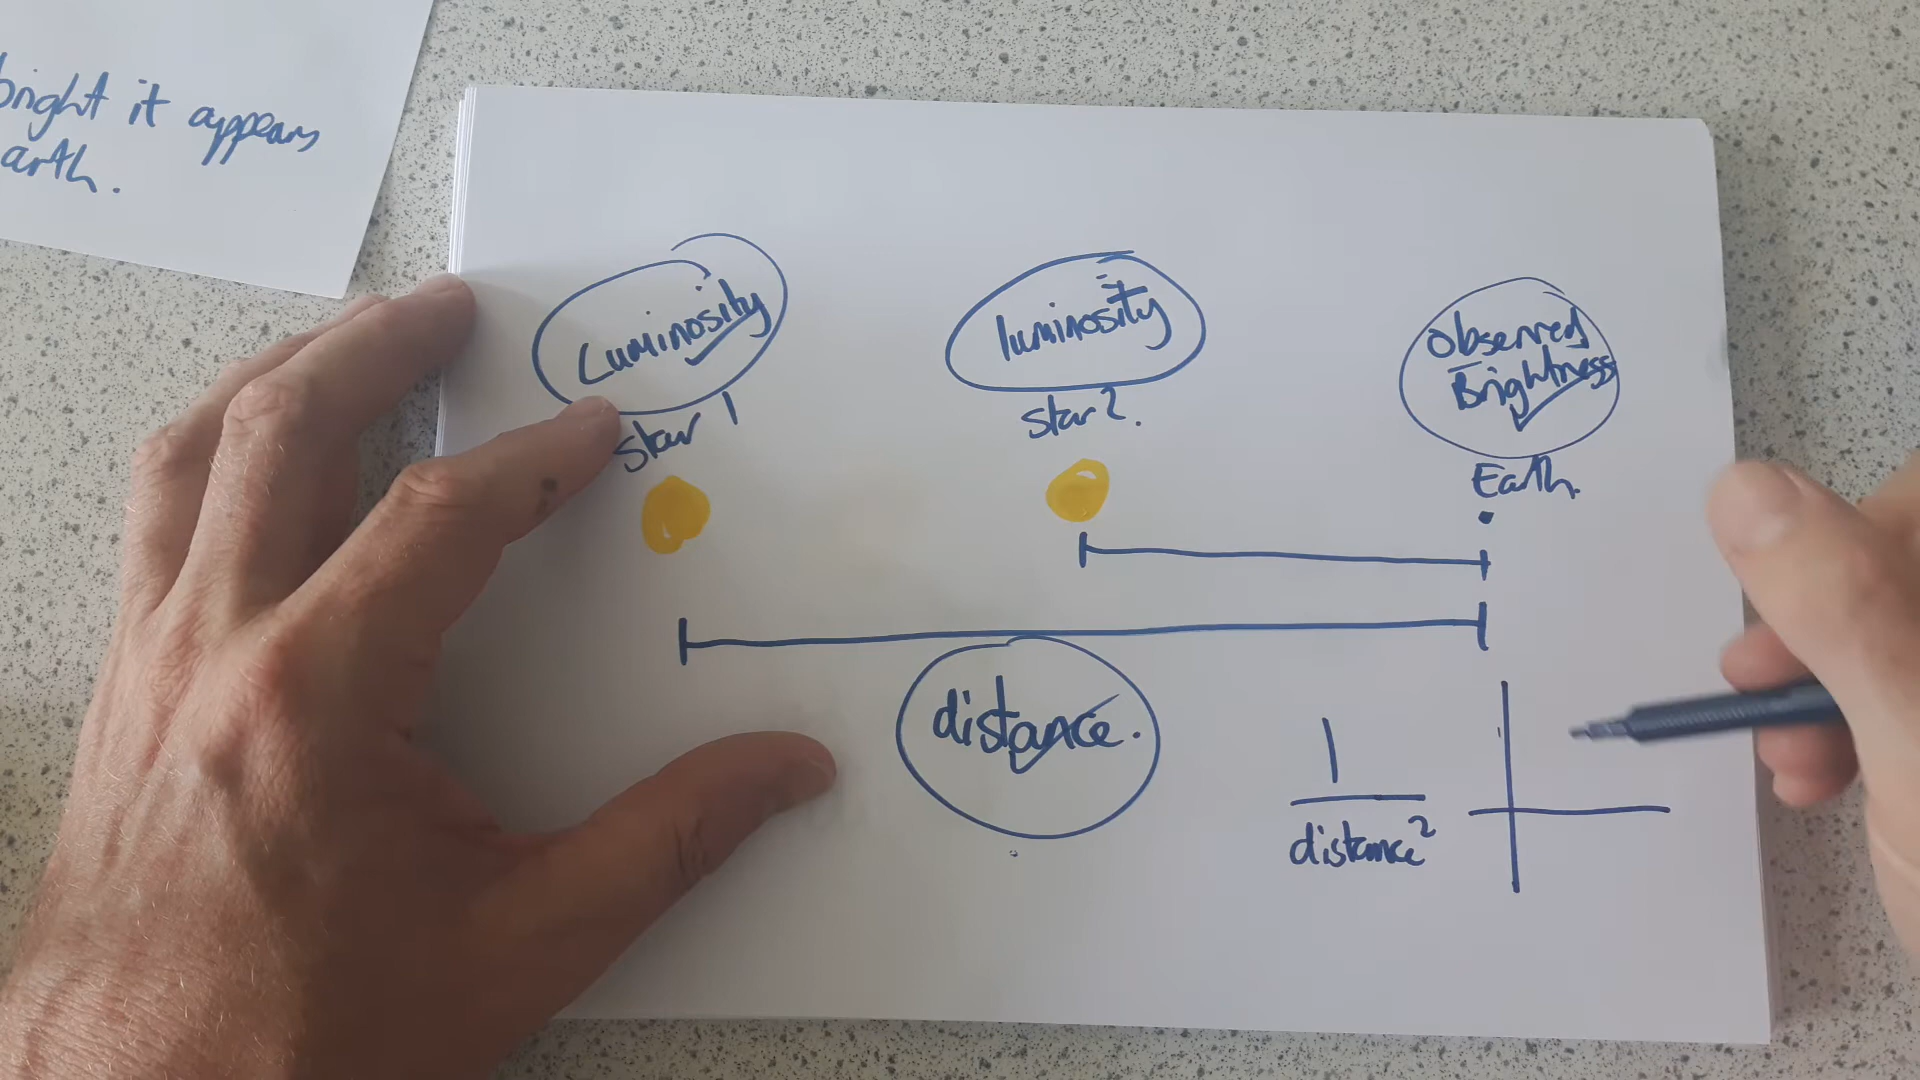 bright it appears
arth.
Luminosity
star 1
luminosity
star 2.
Observed
Brightness
Earth.
distance.
1
distance²